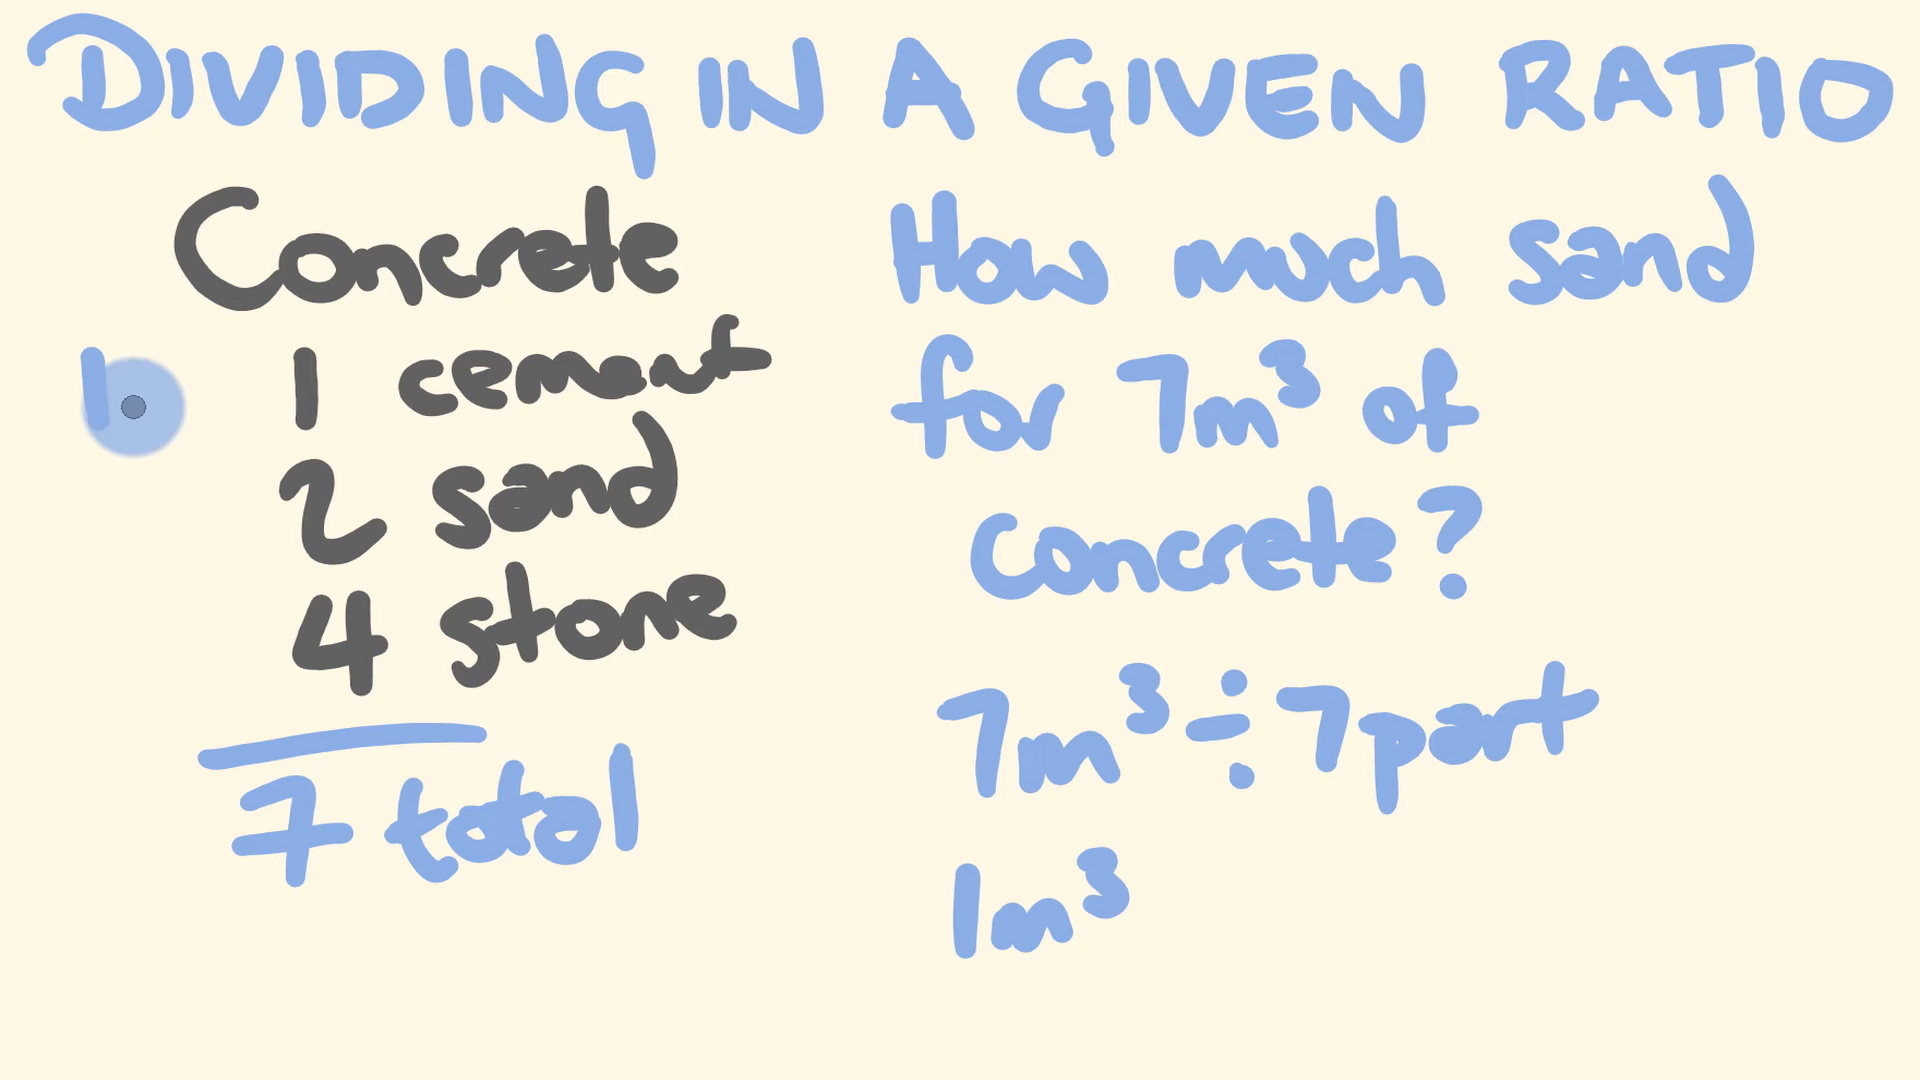 DIVIDING IN A GIVEN RATIO
Concrete
1 1 cement
2 sand
4 stone
7 total
How much sand
for 7m³ of
concrete?
7m³ ÷ 7 part
1m³